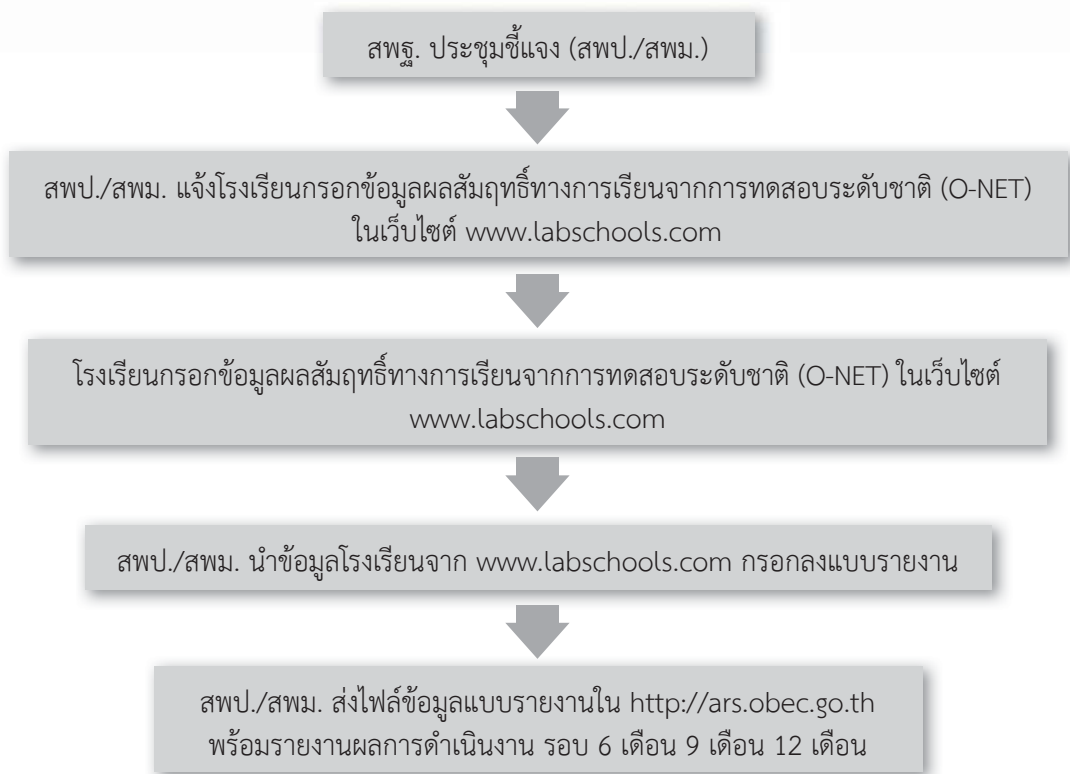 สพฐ. ประชุมชี้แจง (สพป./สพม.)
สพป./สพม. แจ้งโรงเรียนกรอกข้อมูลผลสัมฤทธิ์ทางการเรียนจากการทดสอบระดับชาติ (O-NET)
ในเว็บไซต์ www.labschools.com
โรงเรียนกรอกข้อมูลผลสัมฤทธิ์ทางการเรียนจากการทดสอบระดับชาติ (O-NET) ในเว็บไซต์
www.labschools.com
สพป./สพม. นำข้อมูลโรงเรียนจาก www.labschools.com กรอกลงแบบรายงาน
สพป./สพม. ส่งไฟล์ข้อมูลแบบรายงานใน http://ars.obec.go.th
พร้อมรายงานผลการดำเนินงาน รอบ 6 เดือน 9 เดือน 12 เดือน